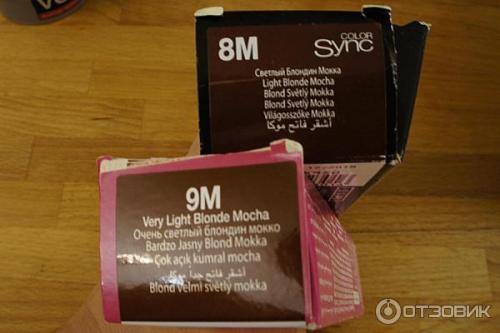 8M
COLOR
Sync
Светлый Блондин Мокка
Light Blonde Mocha
Blond Světlý Mokka
Blond Svetlý Mokka
Világosszőke Mokka
أشقر فاتح موكا
9M
Very Light Blonde Mocha
Очень светлый блондин мокко
Bardzo Jasny Blond Mokka
Çok açık kumral mocha
أشقر فاتح جداً موكا
Blond velmi světlý mokka
ОТЗОВИК